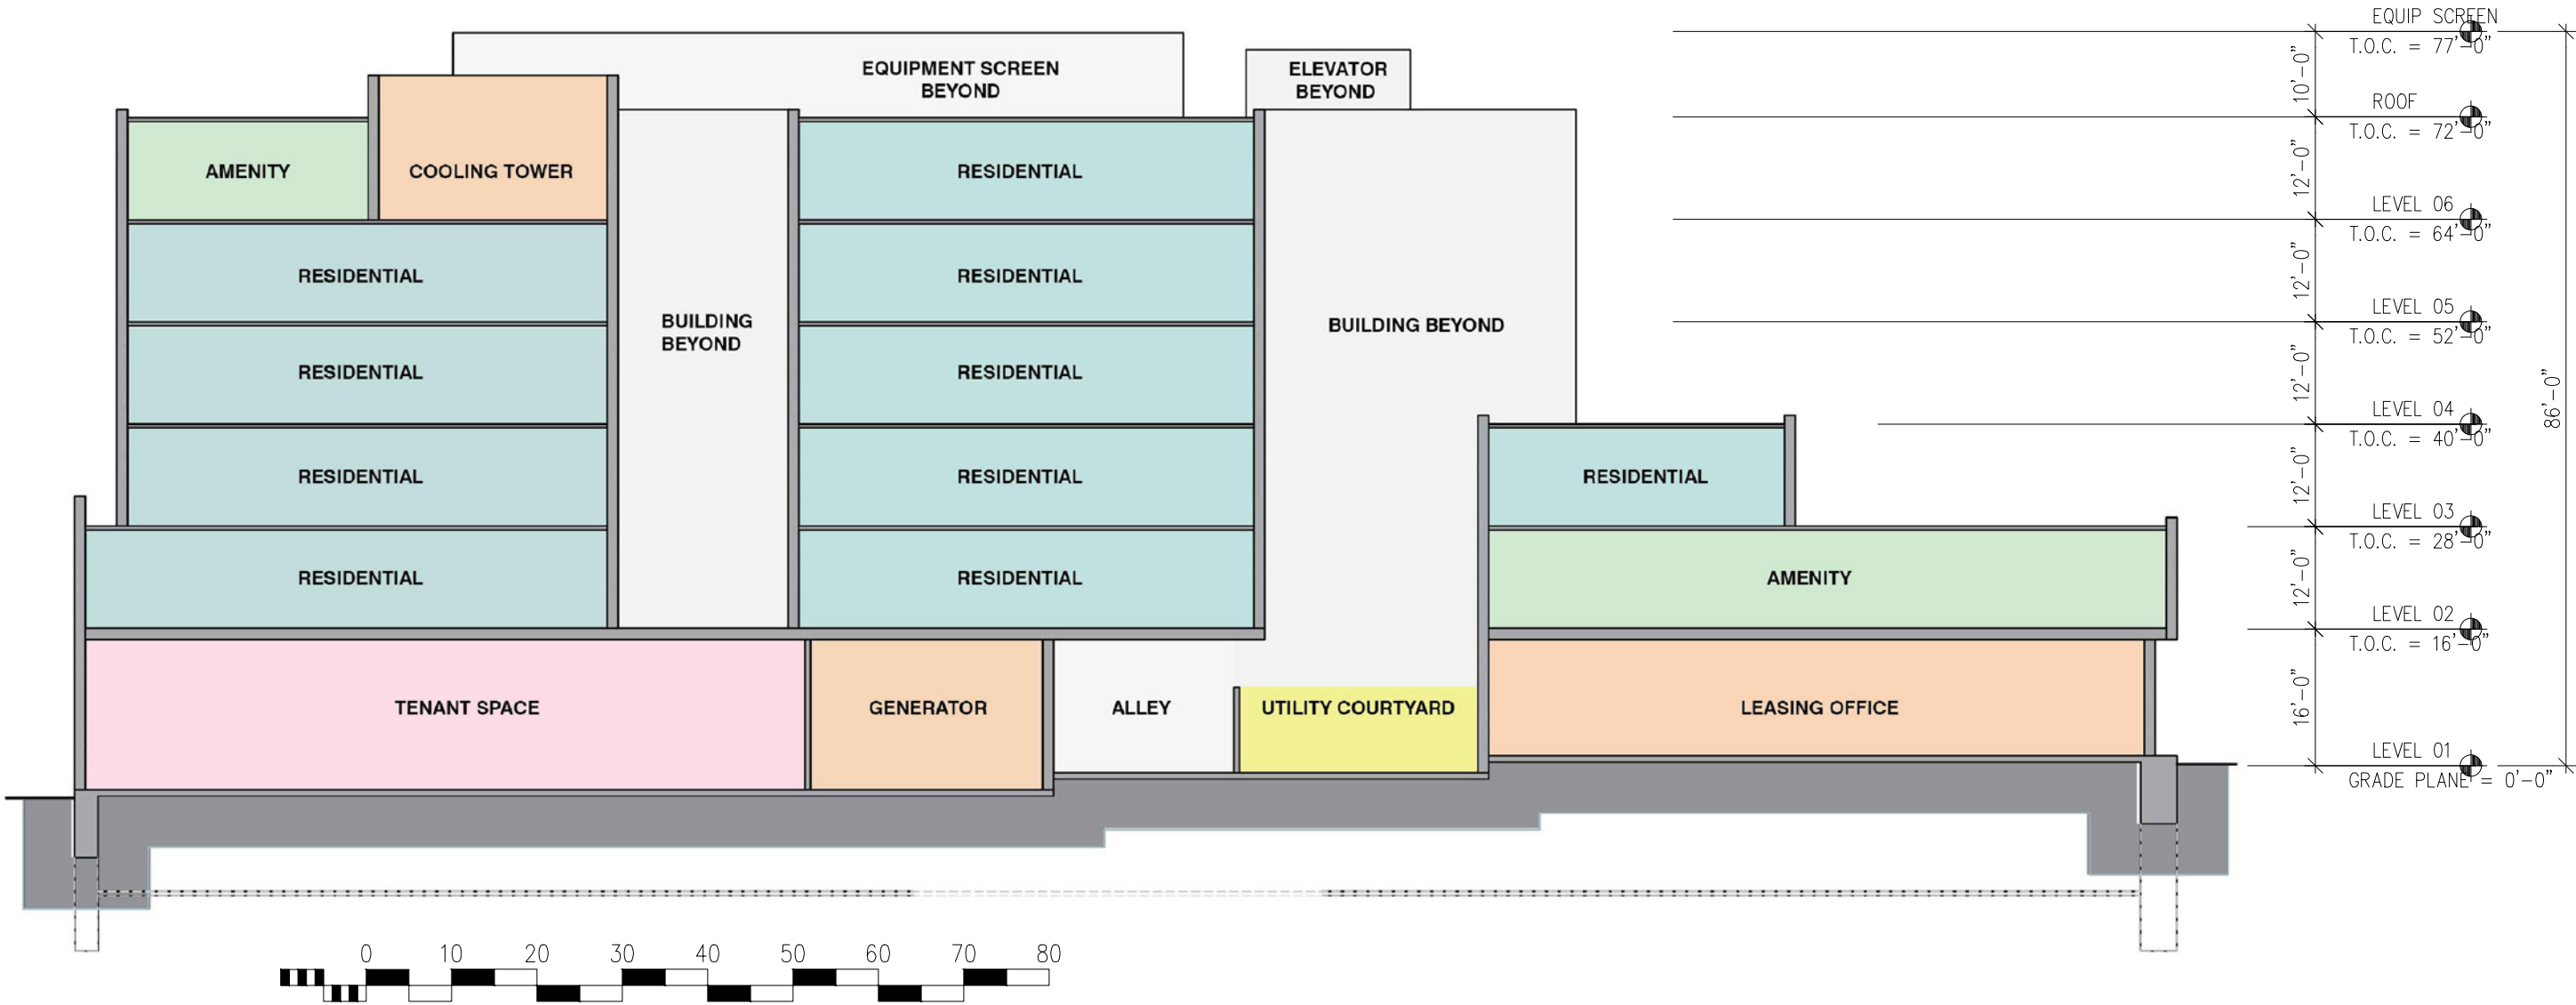 EQUIP SCREEN
T.O.C. = 77'-0"
EQUIPMENT SCREEN
BEYOND
ELEVATOR
BEYOND
10'-0"
ROOF
T.O.C. = 72'-0"
AMENITY
COOLING TOWER
RESIDENTIAL
12'-0"
LEVEL 06
T.O.C. = 64'-0"
RESIDENTIAL
RESIDENTIAL
12'-0"
BUILDING
BEYOND
BUILDING BEYOND
LEVEL 05
T.O.C. = 52'-0"
RESIDENTIAL
RESIDENTIAL
12'-0"
86'-0"
LEVEL 04
T.O.C. = 40'-0"
RESIDENTIAL
RESIDENTIAL
RESIDENTIAL
12'-0"
LEVEL 03
T.O.C. = 28'-0"
RESIDENTIAL
RESIDENTIAL
AMENITY
12'-0"
LEVEL 02
T.O.C. = 16'-0"
TENANT SPACE
GENERATOR
ALLEY
UTILITY COURTYARD
LEASING OFFICE
16'-0"
LEVEL 01
GRADE PLANE = 0'-0"
0 10 20 30 40 50 60 70 80